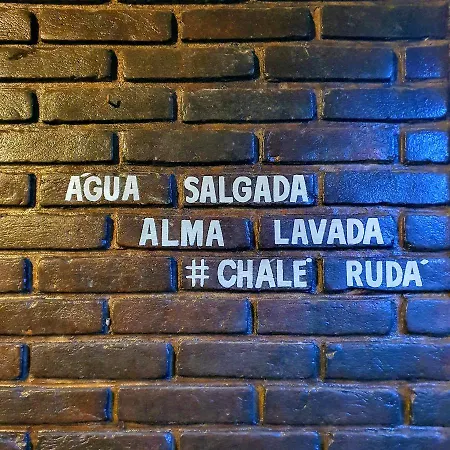 ÁGUA SALGADA
ALMA LAVADA
#CHALÉ RUDÁ